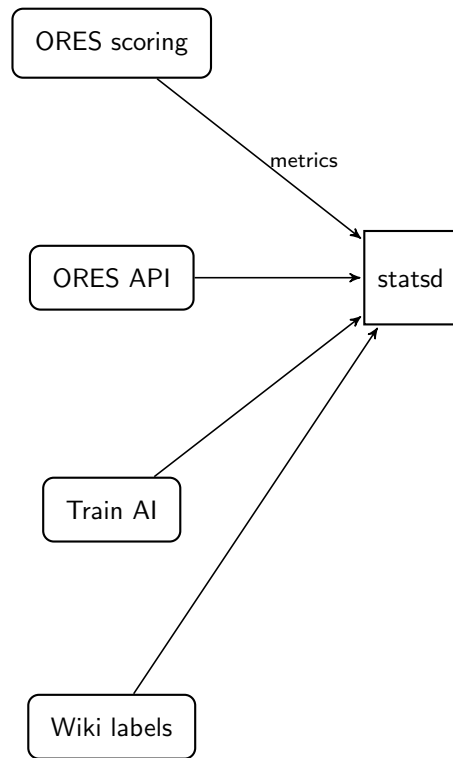 ORES scoring
metrics
ORES API
statsd
Train AI
Wiki labels